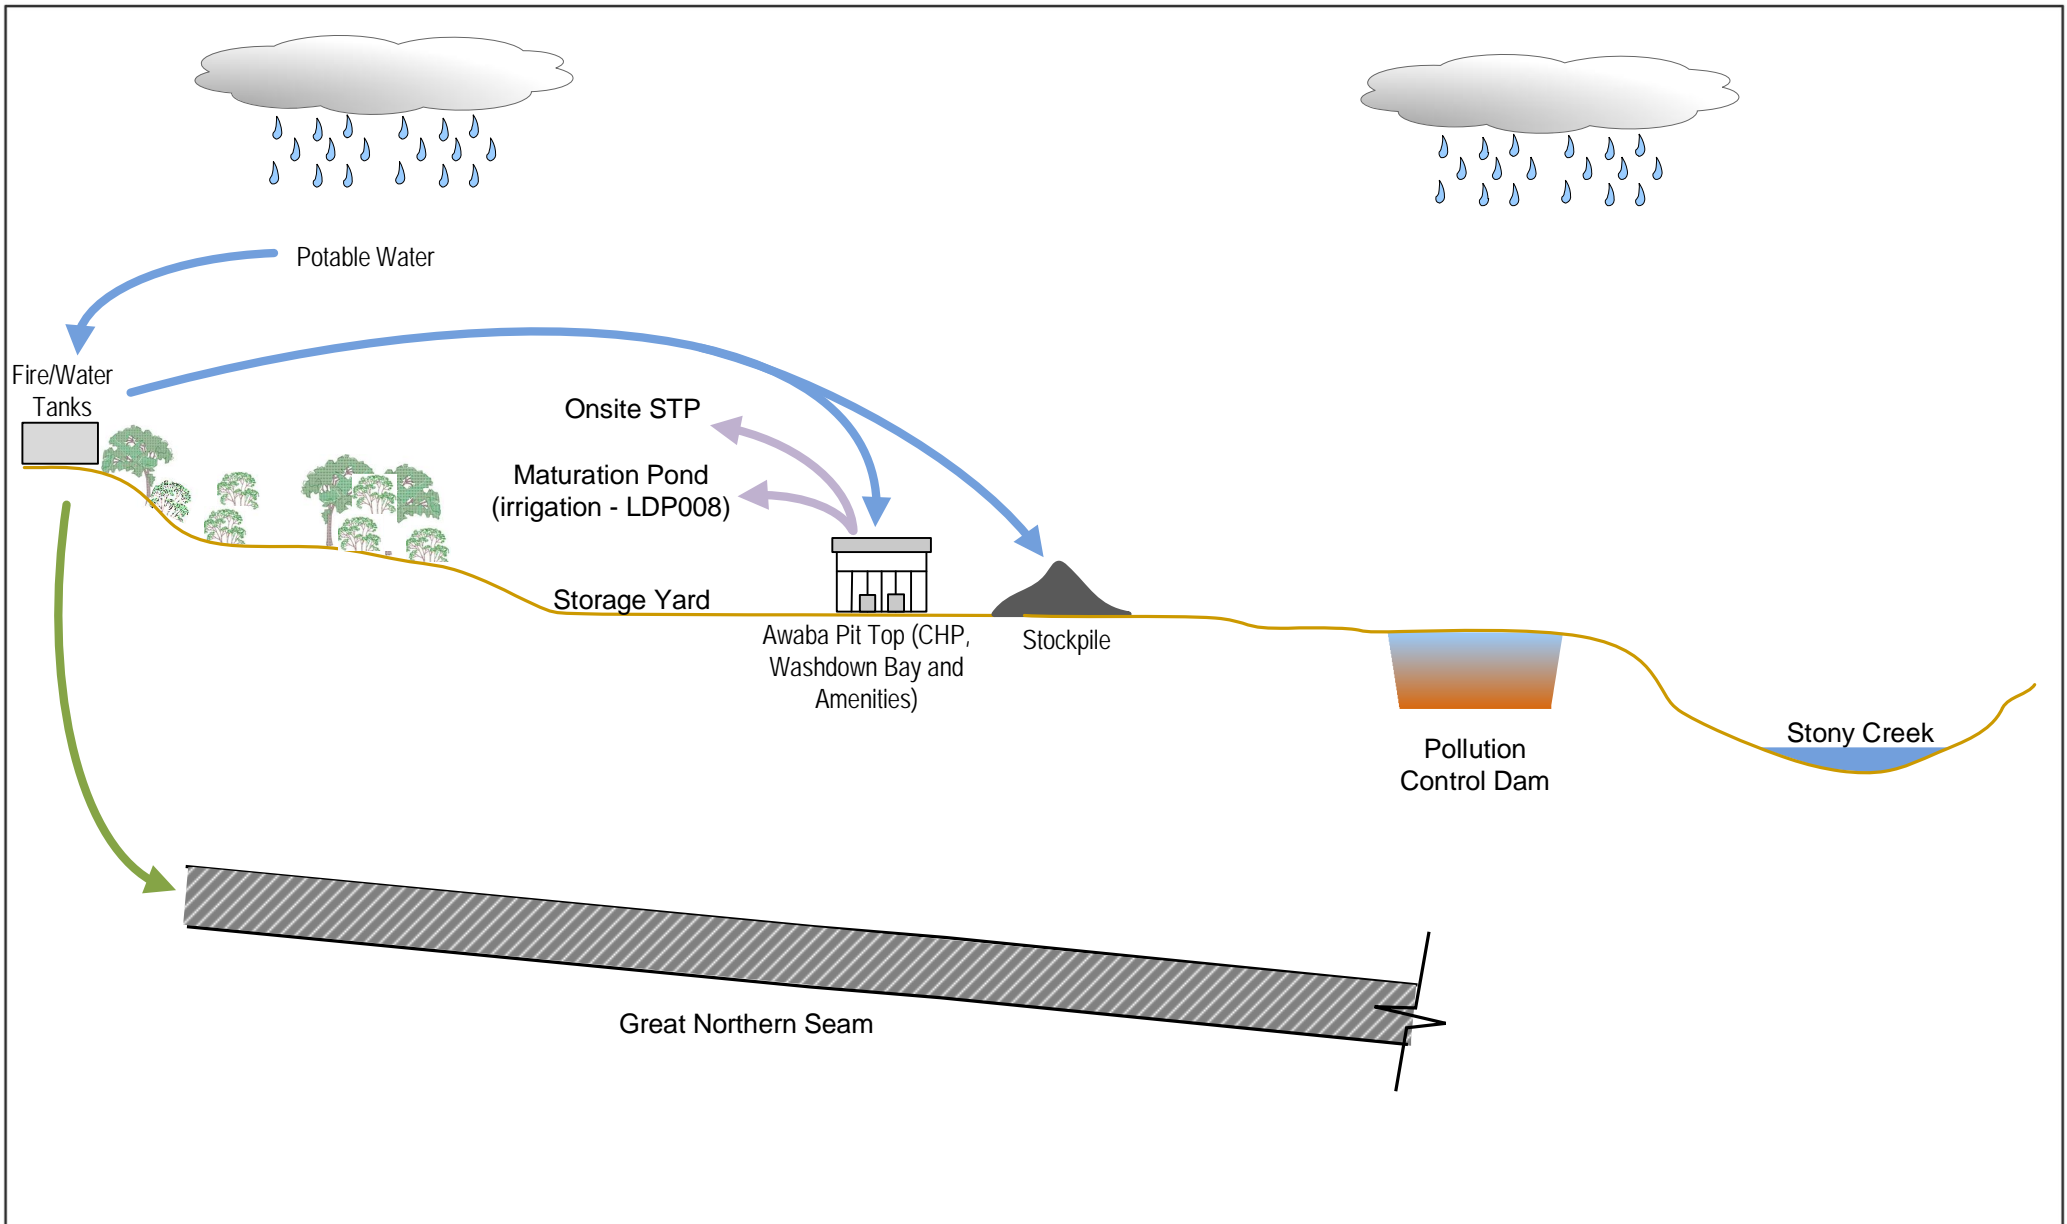 Potable Water
Fire/Water
Tanks
Onsite STP
Maturation Pond
(irrigation - LDP008)
Storage Yard
Awaba Pit Top (CHP,
Washdown Bay and
Amenities)
Stockpile
Pollution
Control Dam
Stony Creek
Great Northern Seam